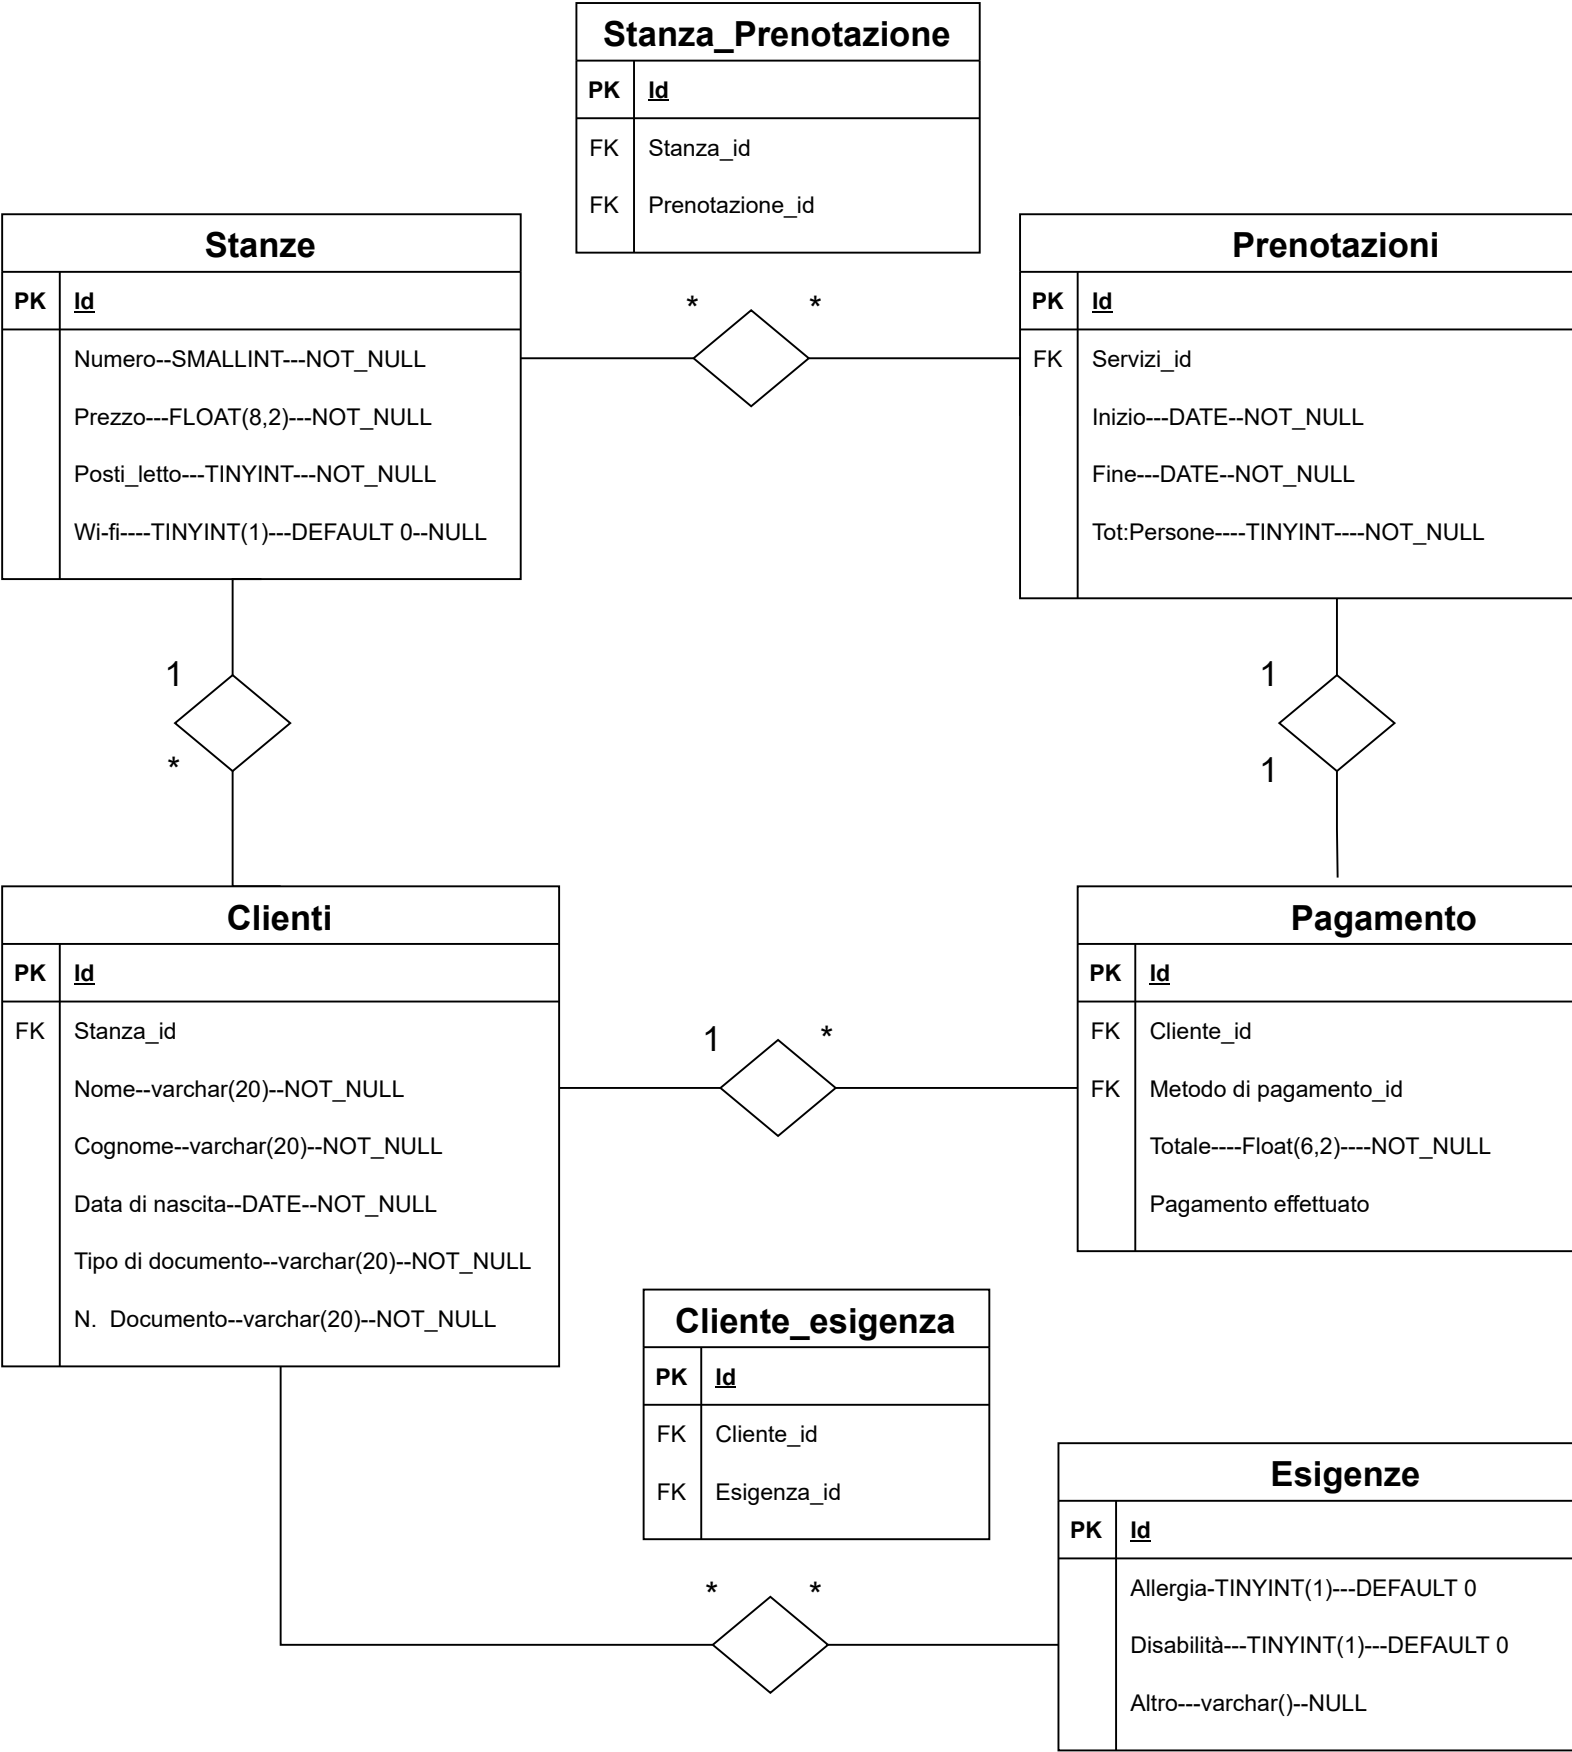 Stanza_Prenotazione
PK Id
FK Stanza_id
FK Prenotazione_id
Stanze
PK Id
Numero--SMALLINT---NOT_NULL
Prezzo---FLOAT(8,2)---NOT_NULL
Posti_letto---TINYINT---NOT_NULL
Wi-fi----TINYINT(1)---DEFAULT 0--NULL
* *
Prenotazioni
PK Id
FK Servizi_id
Inizio---DATE--NOT_NULL
Fine---DATE--NOT_NULL
Tot:Persone----TINYINT----NOT_NULL
1
*
1
1
Clienti
PK Id
FK Stanza_id
Nome--varchar(20)--NOT_NULL
Cognome--varchar(20)--NOT_NULL
Data di nascita--DATE--NOT_NULL
Tipo di documento--varchar(20)--NOT_NULL
N. Documento--varchar(20)--NOT_NULL
1 *
Pagamento
PK Id
FK Cliente_id
FK Metodo di pagamento_id
Totale----Float(6,2)----NOT_NULL
Pagamento effettuato
Cliente_esigenza
PK Id
FK Cliente_id
FK Esigenza_id
* *
Esigenze
PK Id
Allergia-TINYINT(1)---DEFAULT 0
Disabilità---TINYINT(1)---DEFAULT 0
Altro---varchar()--NULL